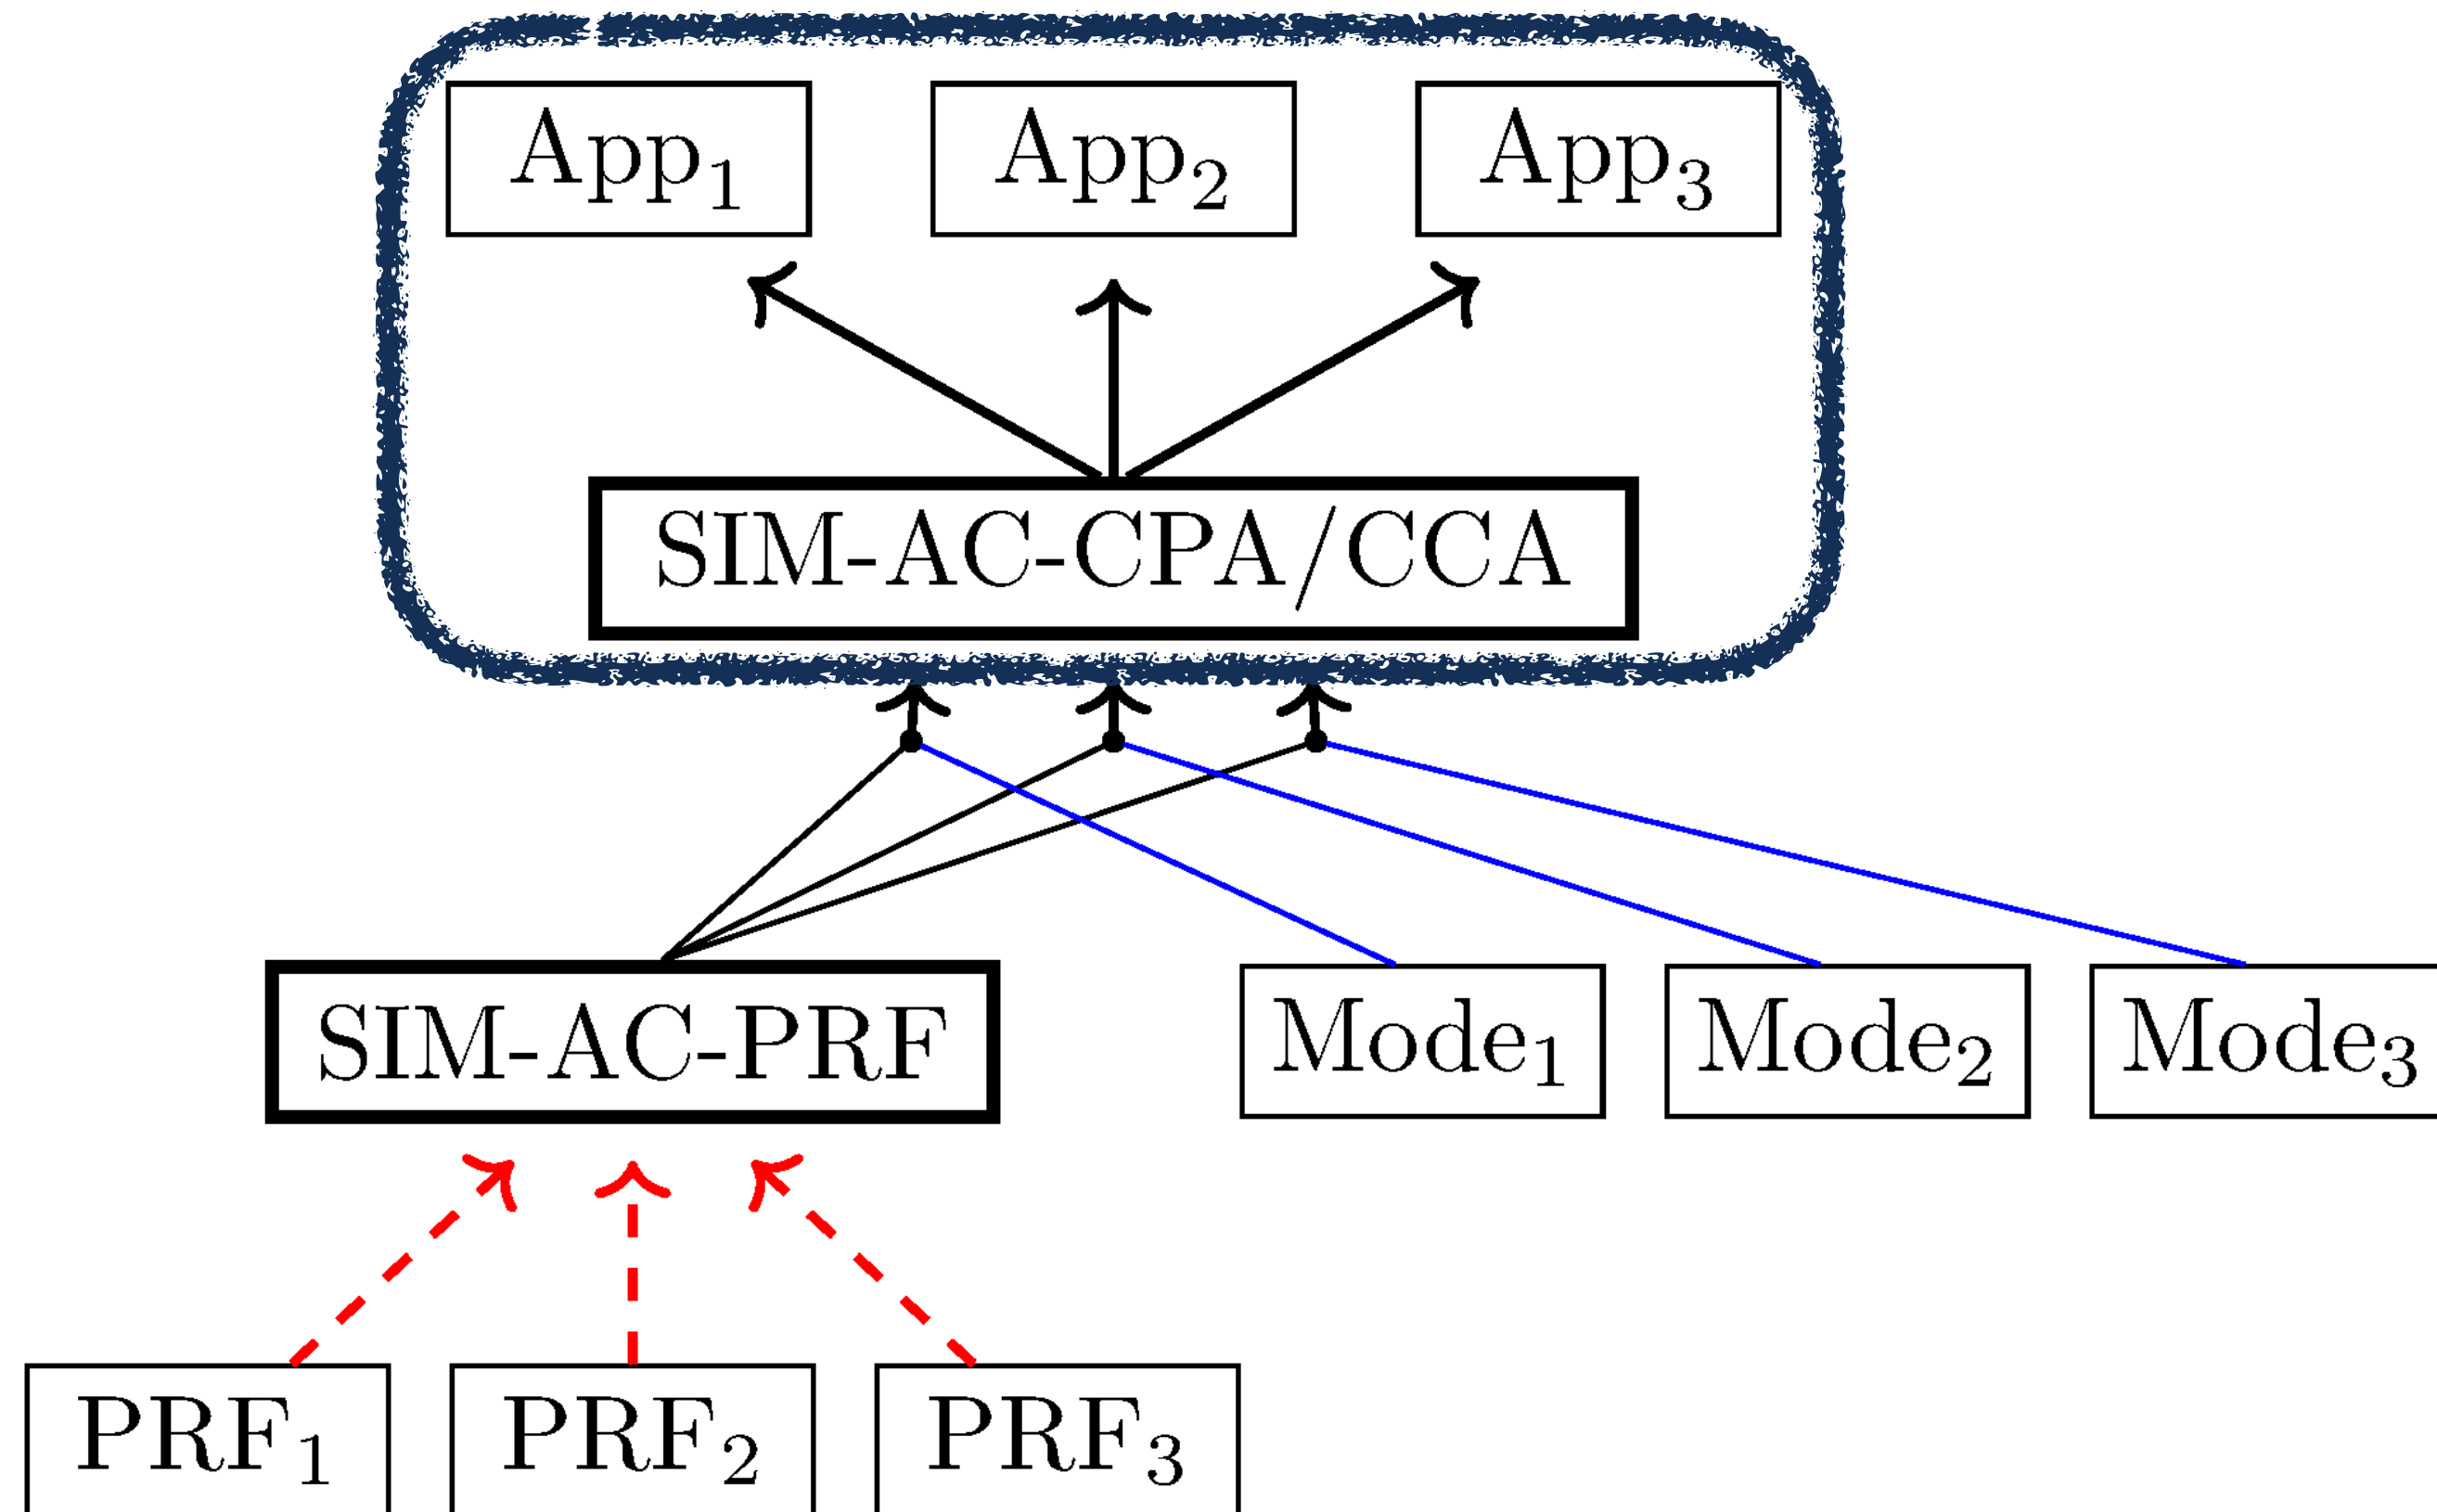 App₁ App₂ App₃
SIM-AC-CPA/CCA
SIM-AC-PRF Mode₁ Mode₂ Mode₃
PRF₁ PRF₂ PRF₃